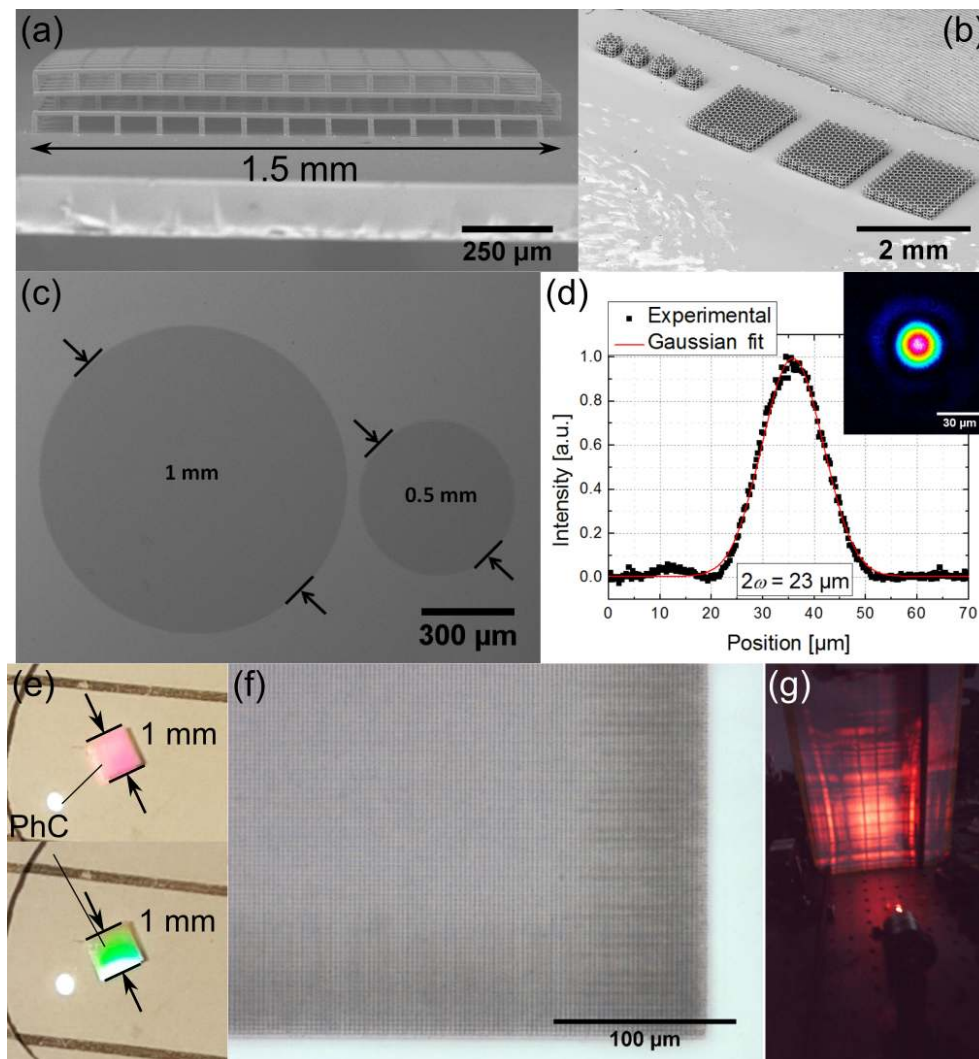 (a)
1.5 mm
250 µm
(b)
2 mm
(c)
1 mm
0.5 mm
300 µm
(d)
Experimental
Gaussian fit
30 µm
Intensity [a.u.]
1.0
0.8
0.6
0.4
0.2
0.0
2ω = 23 µm
0 10 20 30 40 50 60 70
Position [µm]
(e)
1 mm
PhC
1 mm
(f)
100 µm
(g)